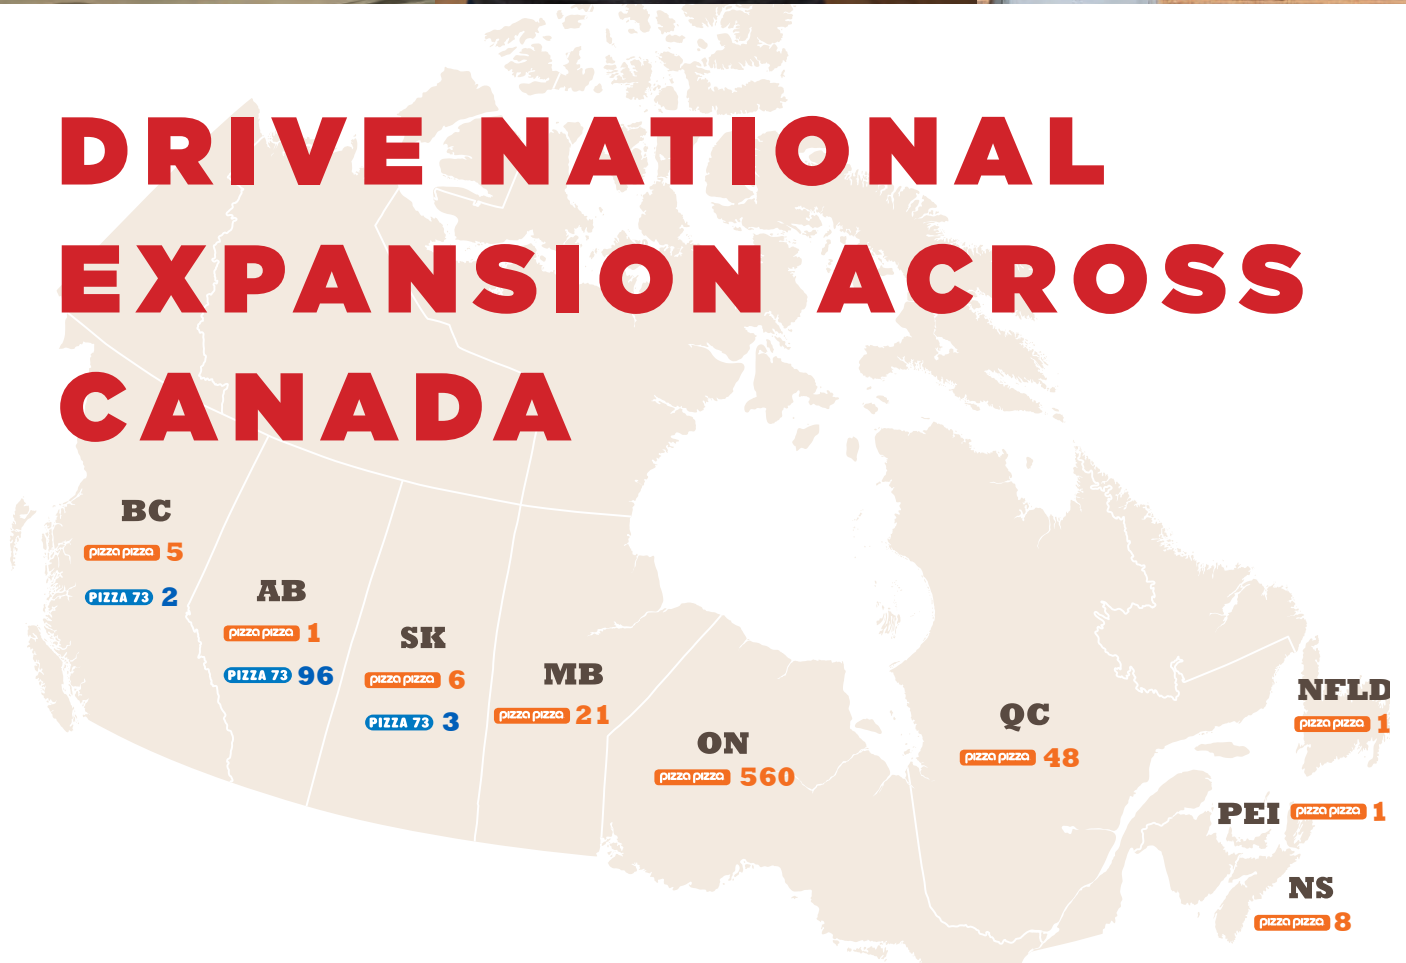 DRIVE NATIONAL
EXPANSION ACROSS
CANADA
BC
pizza pizza 5
PIZZA 73 2
AB
pizza pizza 1
PIZZA 73 96
SK
pizza pizza 6
PIZZA 73 3
MB
pizza pizza 21
ON
pizza pizza 560
QC
pizza pizza 48
NFLD
pizza pizza 1
PEI pizza pizza 1
NS
pizza pizza 8